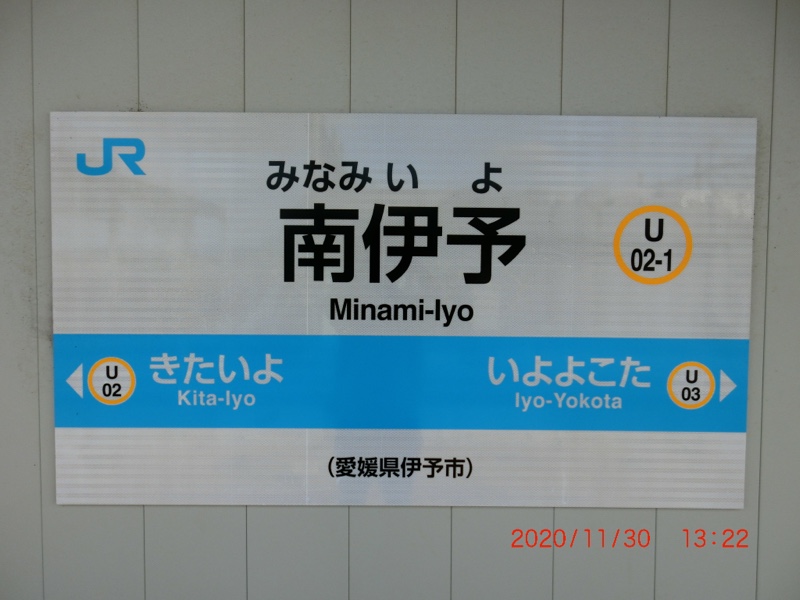 JR
みなみ い よ
南伊予
Minami-Iyo
U
02-1
U
02
きたいよ
Kita-Iyo
いよよこた
Iyo-Yokota
U
03
(愛媛県伊予市)
2020/11/30 13:22